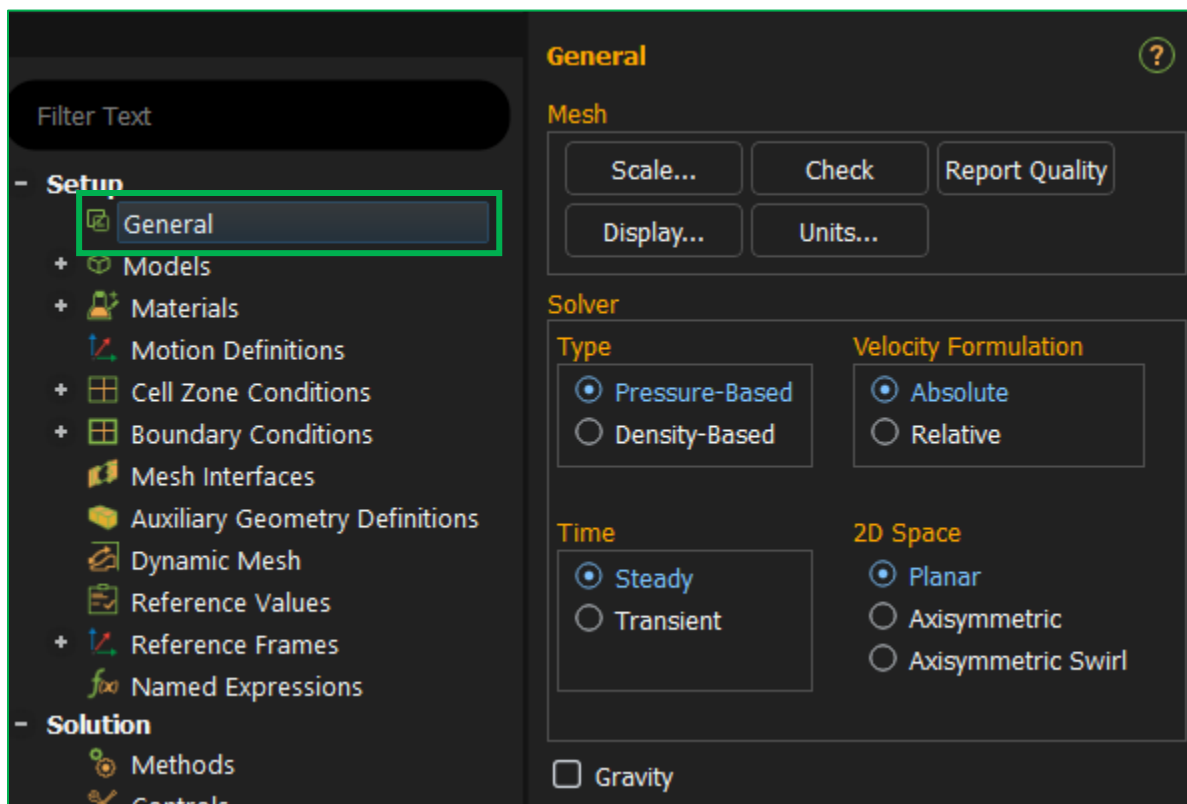 Filter Text
Setup
General
Models
Materials
Motion Definitions
Cell Zone Conditions
Boundary Conditions
Mesh Interfaces
Auxiliary Geometry Definitions
Dynamic Mesh
Reference Values
Reference Frames
f(x) Named Expressions
Solution
Methods
Controls
General ?
Mesh
Scale... Check Report Quality
Display... Units...
Solver
Type Velocity Formulation
Pressure-Based Absolute
Density-Based Relative
Time 2D Space
Steady Planar
Transient Axisymmetric
Axisymmetric Swirl
Gravity